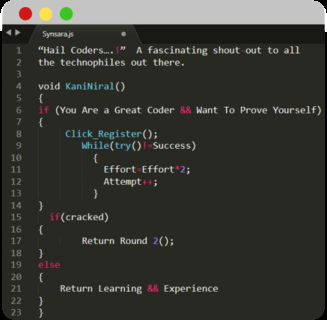 Synsara.js
1 “Hail Coders….!” A fascinating shout out to all
2 the technophiles out there.
3
4 void KaniNiral()
5 {
6 if (You Are a Great Coder && Want To Prove Yourself)
7 {
8 Click_Register();
9 While(try()!=Success)
10 {
11 Effort=Effort*2;
12 Attempt++;
13 }
14 }
15 if(cracked)
16 {
17 Return Round 2();
18 }
19 else
20 {
21 Return Learning && Experience
22 }
23 }